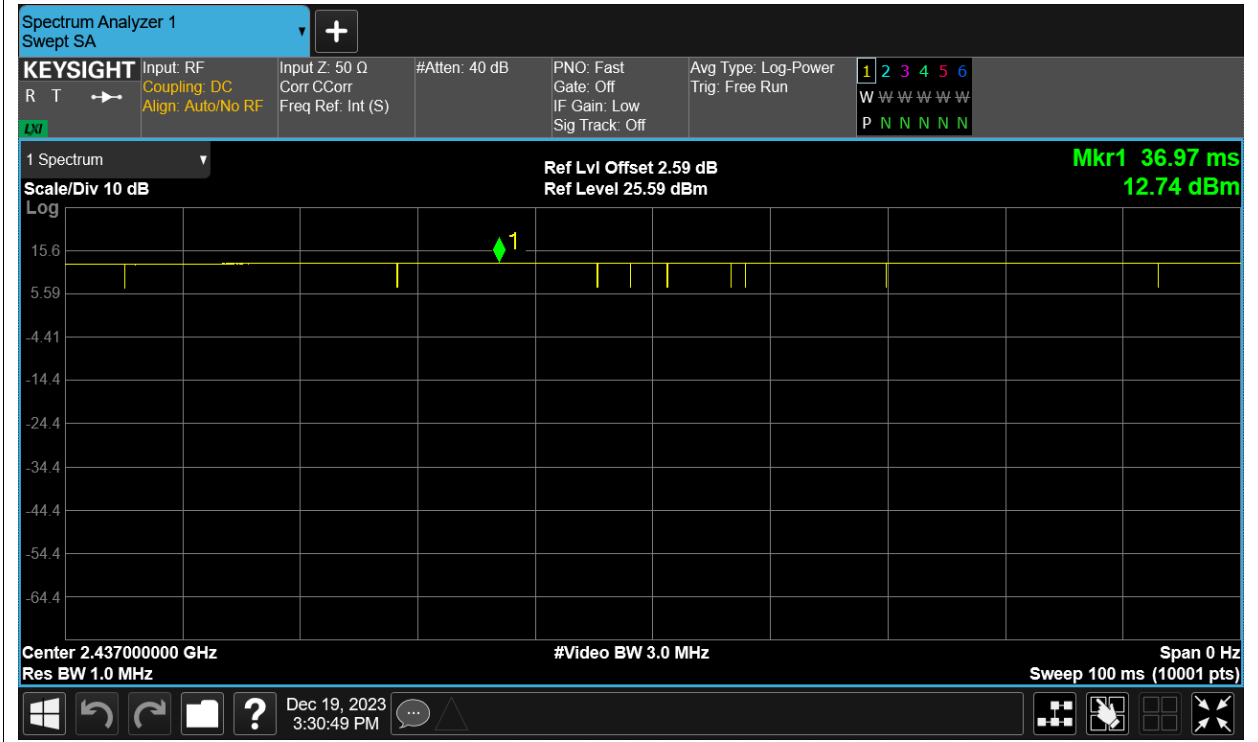 Spectrum Analyzer 1
Swept SA
KEYSIGHT
R T
LXI
Input: RF
Coupling: DC
Align: Auto/No RF
Input Z: 50 Ω
Corr CCorr
Freq Ref: Int (S)
#Atten: 40 dB
PNO: Fast
Gate: Off
IF Gain: Low
Sig Track: Off
Avg Type: Log-Power
Trig: Free Run
1 2 3 4 5 6
W W W W W W
P N N N N N
1 Spectrum
Scale/Div 10 dB
Log
Ref Lvl Offset 2.59 dB
Ref Level 25.59 dBm
Mkr1 36.97 ms
12.74 dBm
1
15.6
5.59
-4.41
-14.4
-24.4
-34.4
-44.4
-54.4
-64.4
Center 2.437000000 GHz
Res BW 1.0 MHz
#Video BW 3.0 MHz
Span 0 Hz
Sweep 100 ms (10001 pts)
?
Dec 19, 2023
3:30:49 PM